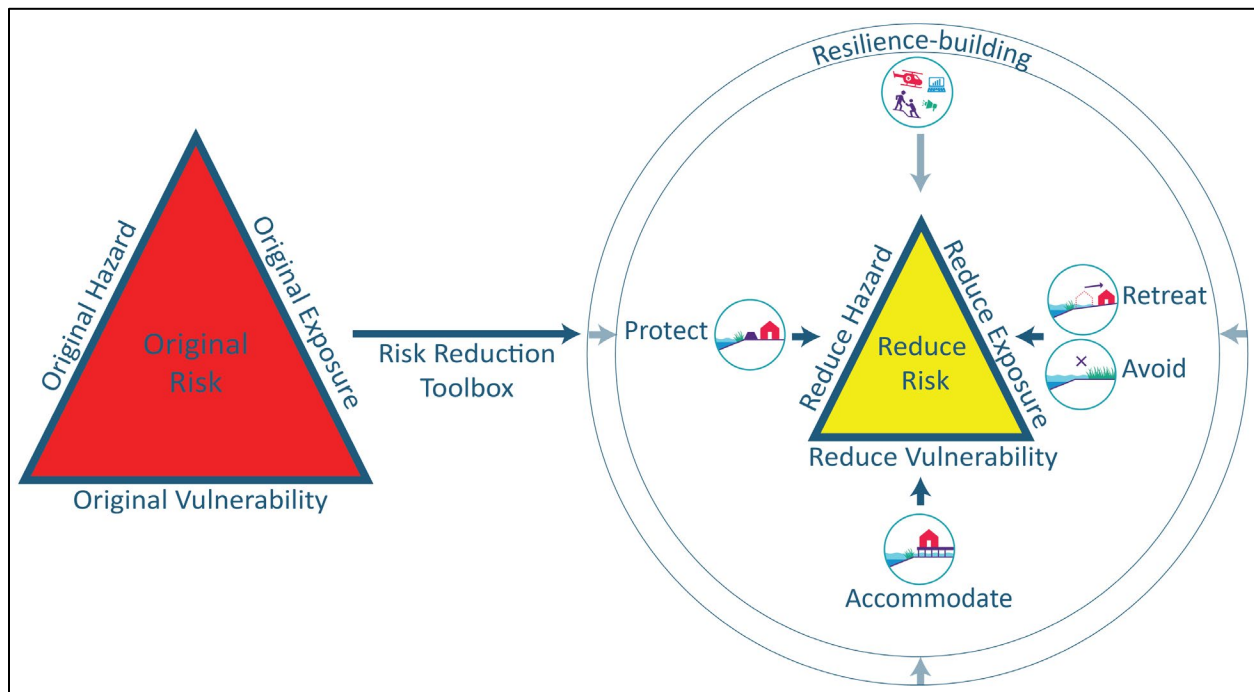 Resilience-building
Original Hazard
Original Exposure
Original
Risk
Original Vulnerability
Risk Reduction
Toolbox
Protect
Reduce Hazard
Reduce Exposure
Reduce
Risk
Reduce Vulnerability
Retreat
Avoid
Accommodate